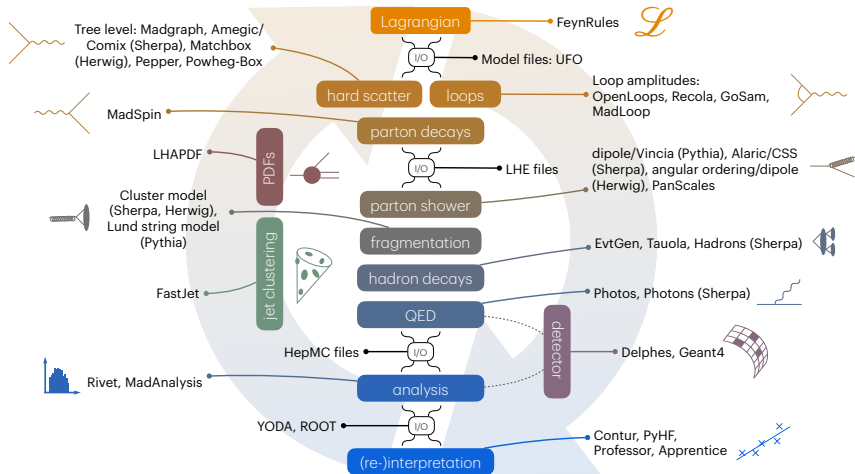 Lagrangian
FeynRules
ℒ
Tree level: Madgraph, Amegic/
Comix (Sherpa), Matchbox
(Herwig), Pepper, Powheg-Box
I/O
Model files: UFO
hard scatter
loops
Loop amplitudes:
OpenLoops, Recola, GoSam,
MadLoop
MadSpin
parton decays
LHAPDF
PDFs
I/O
LHE files
dipole/Vincia (Pythia), Alaric/CSS
(Sherpa), angular ordering/dipole
(Herwig), PanScales
parton shower
Cluster model
(Sherpa, Herwig),
Lund string model
(Pythia)
fragmentation
EvtGen, Tauola, Hadrons (Sherpa)
hadron decays
jet clustering
FastJet
Photos, Photons (Sherpa)
QED
detector
HepMC files
I/O
Delphes, Geant4
Rivet, MadAnalysis
analysis
YODA, ROOT
I/O
Contur, PyHF,
Professor, Apprentice
(re-)interpretation